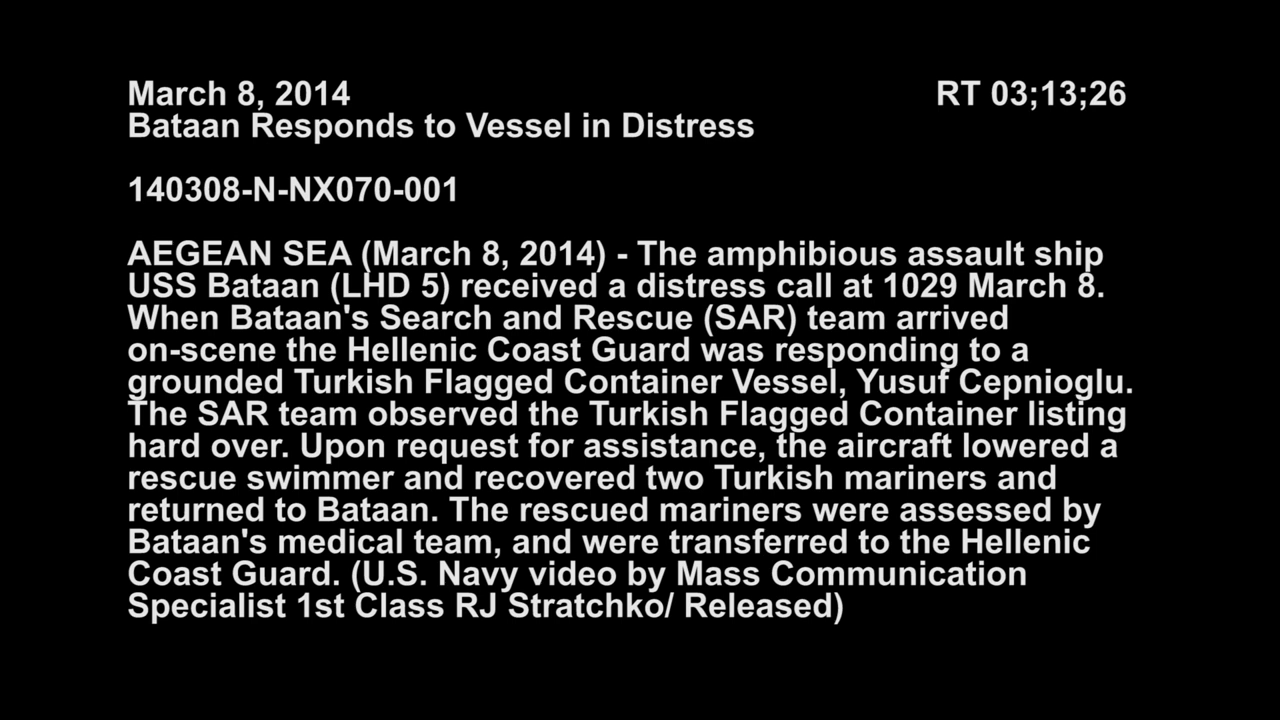 March 8, 2014 RT 03;13;26
Bataan Responds to Vessel in Distress
140308-N-NX070-001
AEGEAN SEA (March 8, 2014) - The amphibious assault ship
USS Bataan (LHD 5) received a distress call at 1029 March 8.
When Bataan's Search and Rescue (SAR) team arrived
on-scene the Hellenic Coast Guard was responding to a
grounded Turkish Flagged Container Vessel, Yusuf Cepnioglu.
The SAR team observed the Turkish Flagged Container listing
hard over. Upon request for assistance, the aircraft lowered a
rescue swimmer and recovered two Turkish mariners and
returned to Bataan. The rescued mariners were assessed by
Bataan's medical team, and were transferred to the Hellenic
Coast Guard. (U.S. Navy video by Mass Communication
Specialist 1st Class RJ Stratchko/ Released)